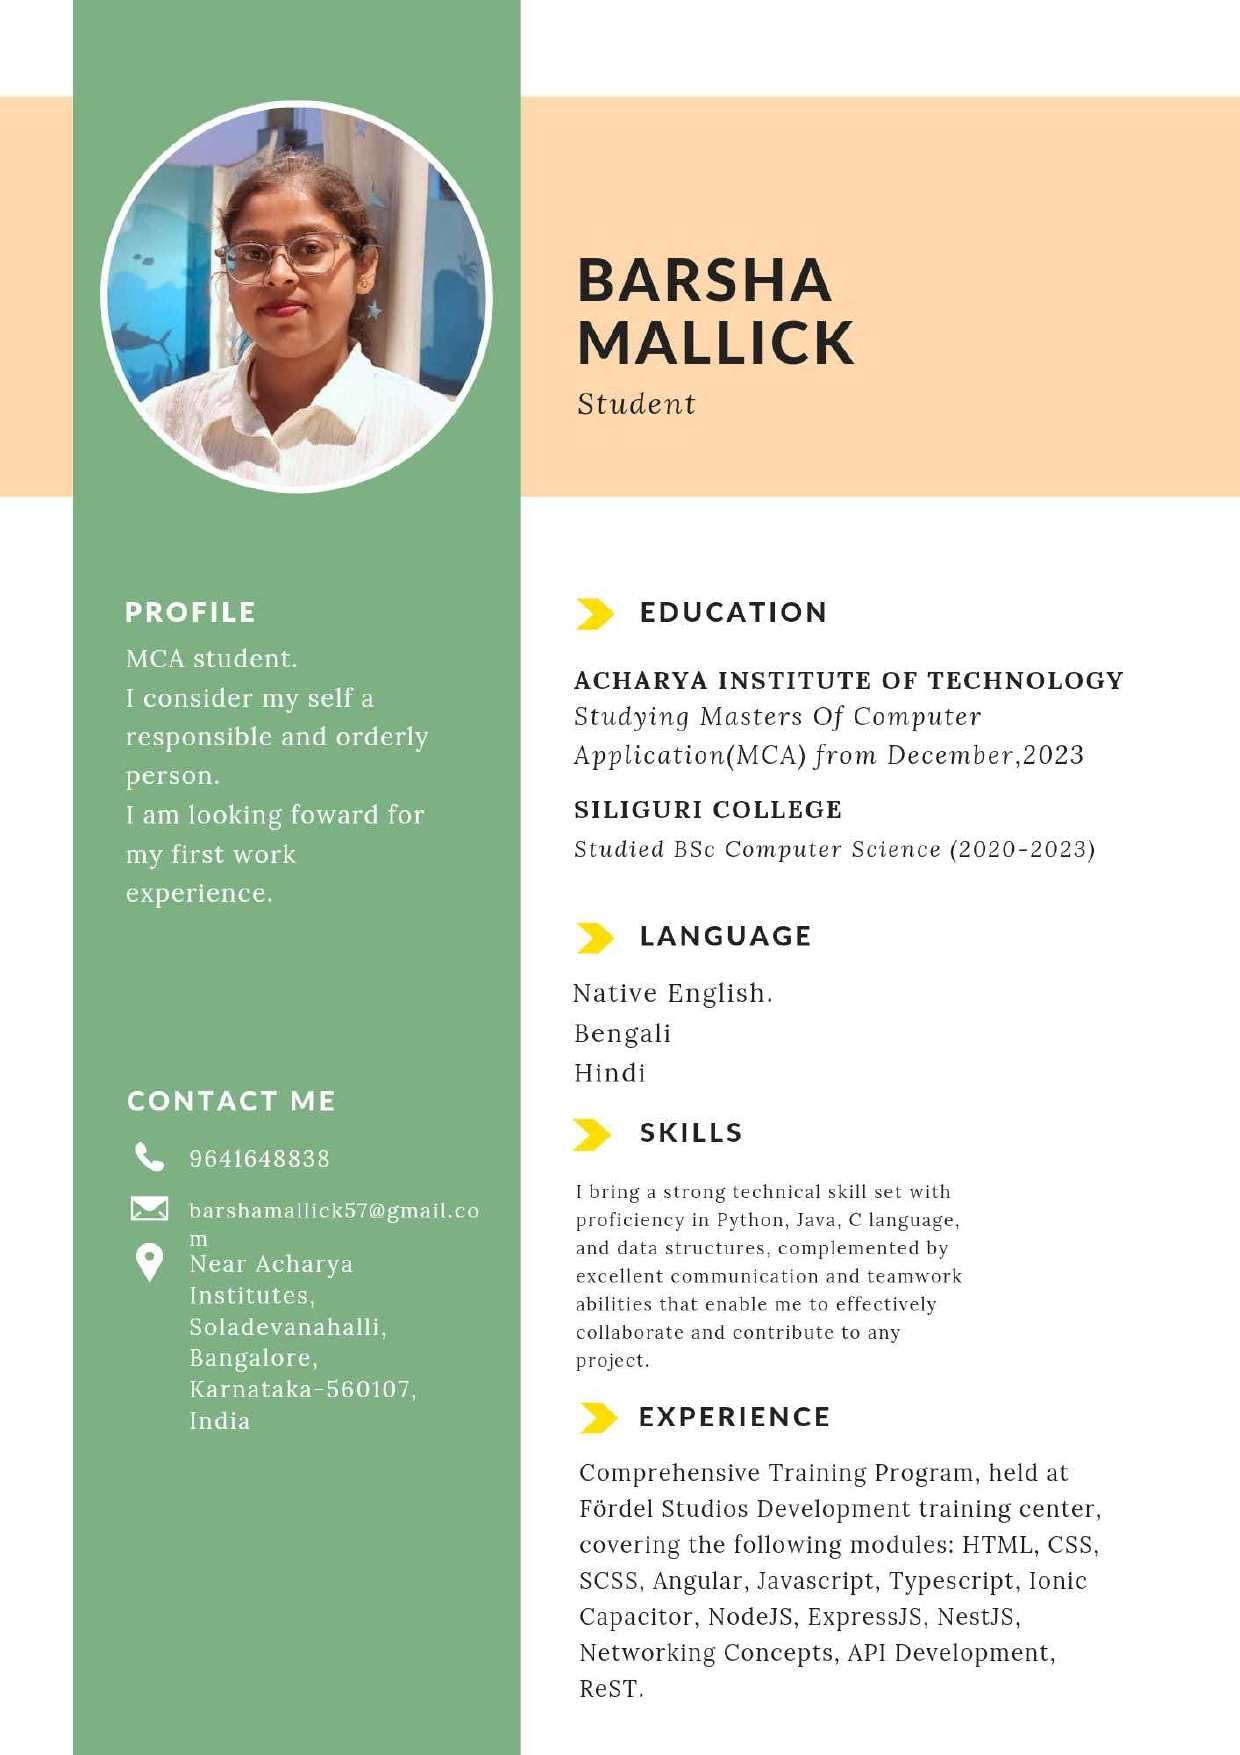 BARSHA
MALLICK
Student
PROFILE
MCA student.
I consider my self a
responsible and orderly
person.
I am looking foward for
my first work
experience.
CONTACT ME
9641648838
barshamallick57@gmail.co
m
Near Acharya
Institutes,
Soladevanahalli,
Bangalore,
Karnataka-560107,
India
EDUCATION
ACHARYA INSTITUTE OF TECHNOLOGY
Studying Masters Of Computer
Application(MCA) from December,2023
SILIGURI COLLEGE
Studied BSc Computer Science (2020-2023)
LANGUAGE
Native English.
Bengali
Hindi
SKILLS
I bring a strong technical skill set with
proficiency in Python, Java, C language,
and data structures, complemented by
excellent communication and teamwork
abilities that enable me to effectively
collaborate and contribute to any
project.
EXPERIENCE
Comprehensive Training Program, held at
Fördel Studios Development training center,
covering the following modules: HTML, CSS,
SCSS, Angular, Javascript, Typescript, Ionic
Capacitor, NodeJS, ExpressJS, NestJS,
Networking Concepts, API Development,
ReST.